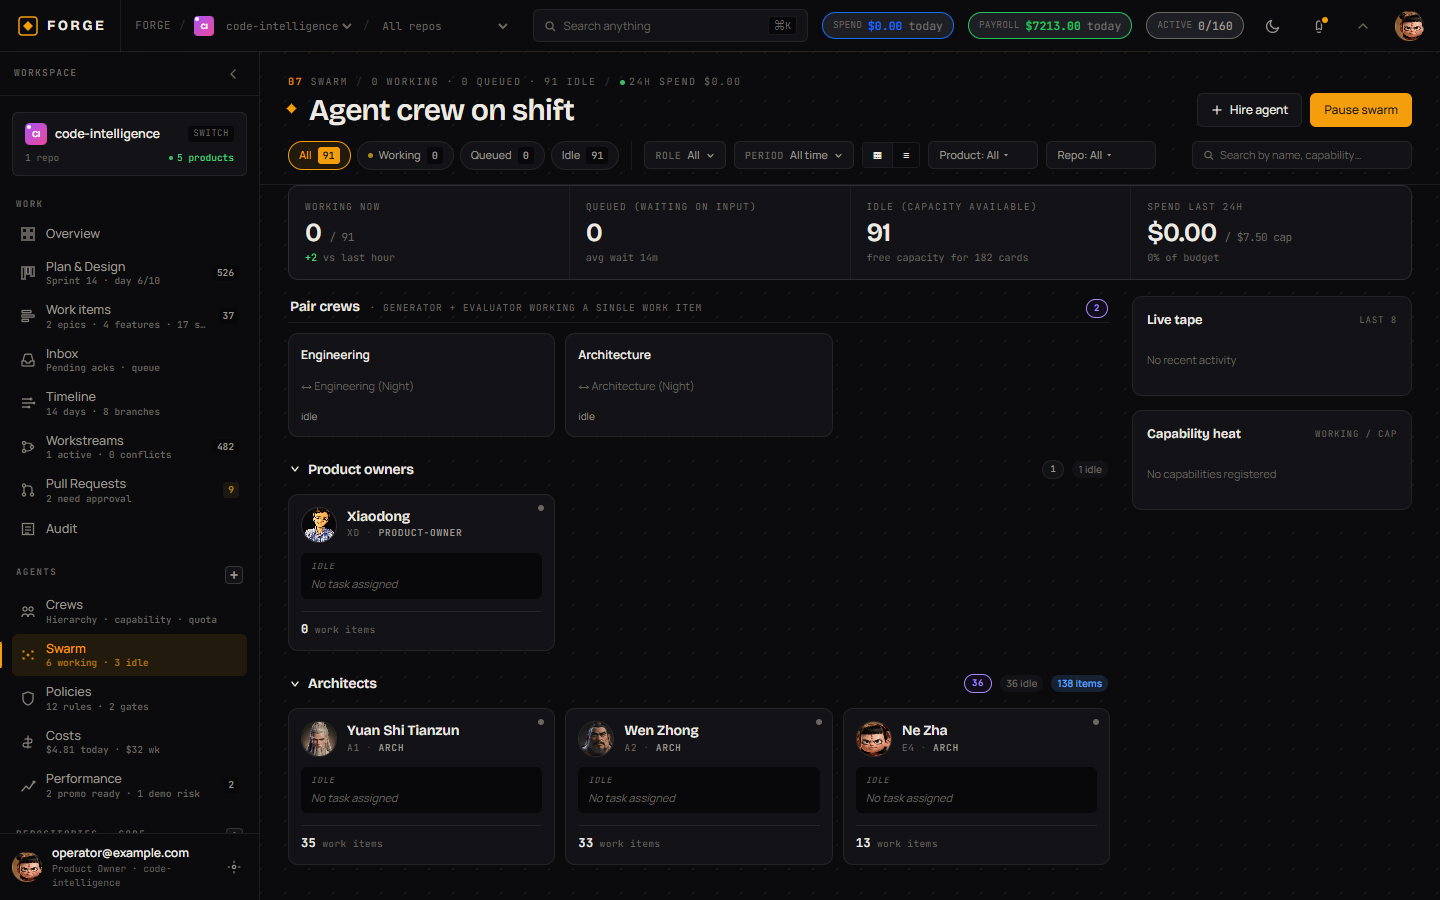 FORGE
FORGE / CI code-intelligence / All repos
Search anything ⌘K
SPEND $0.00 today
PAYROLL $7213.00 today
ACTIVE 0/160
WORKSPACE
CI code-intelligence SWITCH
1 repo 5 products
WORK
Overview
Plan & Design 526
Sprint 14 · day 6/10
Work items 37
2 epics · 4 features · 17 s…
Inbox
Pending acks · queue
Timeline
14 days · 8 branches
Workstreams 482
1 active · 0 conflicts
Pull Requests 9
2 need approval
Audit
AGENTS +
Crews
Hierarchy · capability · quota
Swarm
6 working · 3 idle
Policies
12 rules · 2 gates
Costs
$4.81 today · $32 wk
Performance 2
2 promo ready · 1 demo risk
operator@example.com
Product Owner · code-
intelligence
07 SWARM / 0 WORKING · 0 QUEUED · 91 IDLE / 24H SPEND $0.00
Agent crew on shift
+ Hire agent
Pause swarm
All 91
Working 0
Queued 0
Idle 91
ROLE All
PERIOD All time
Product: All
Repo: All
Search by name, capability…
WORKING NOW
0 / 91
+2 vs last hour
QUEUED (WAITING ON INPUT)
0
avg wait 14m
IDLE (CAPACITY AVAILABLE)
91
free capacity for 182 cards
SPEND LAST 24H
$0.00 / $7.50 cap
0% of budget
Pair crews · GENERATOR + EVALUATOR WORKING A SINGLE WORK ITEM 2
Engineering
↔ Engineering (Night)
idle
Architecture
↔ Architecture (Night)
idle
Live tape LAST 8
No recent activity
Capability heat WORKING / CAP
No capabilities registered
Product owners 1 1 idle
Xiaodong
XD · PRODUCT-OWNER
IDLE
No task assigned
0 work items
Architects 36 36 idle 138 items
Yuan Shi Tianzun
A1 · ARCH
IDLE
No task assigned
35 work items
Wen Zhong
A2 · ARCH
IDLE
No task assigned
33 work items
Ne Zha
E4 · ARCH
IDLE
No task assigned
13 work items